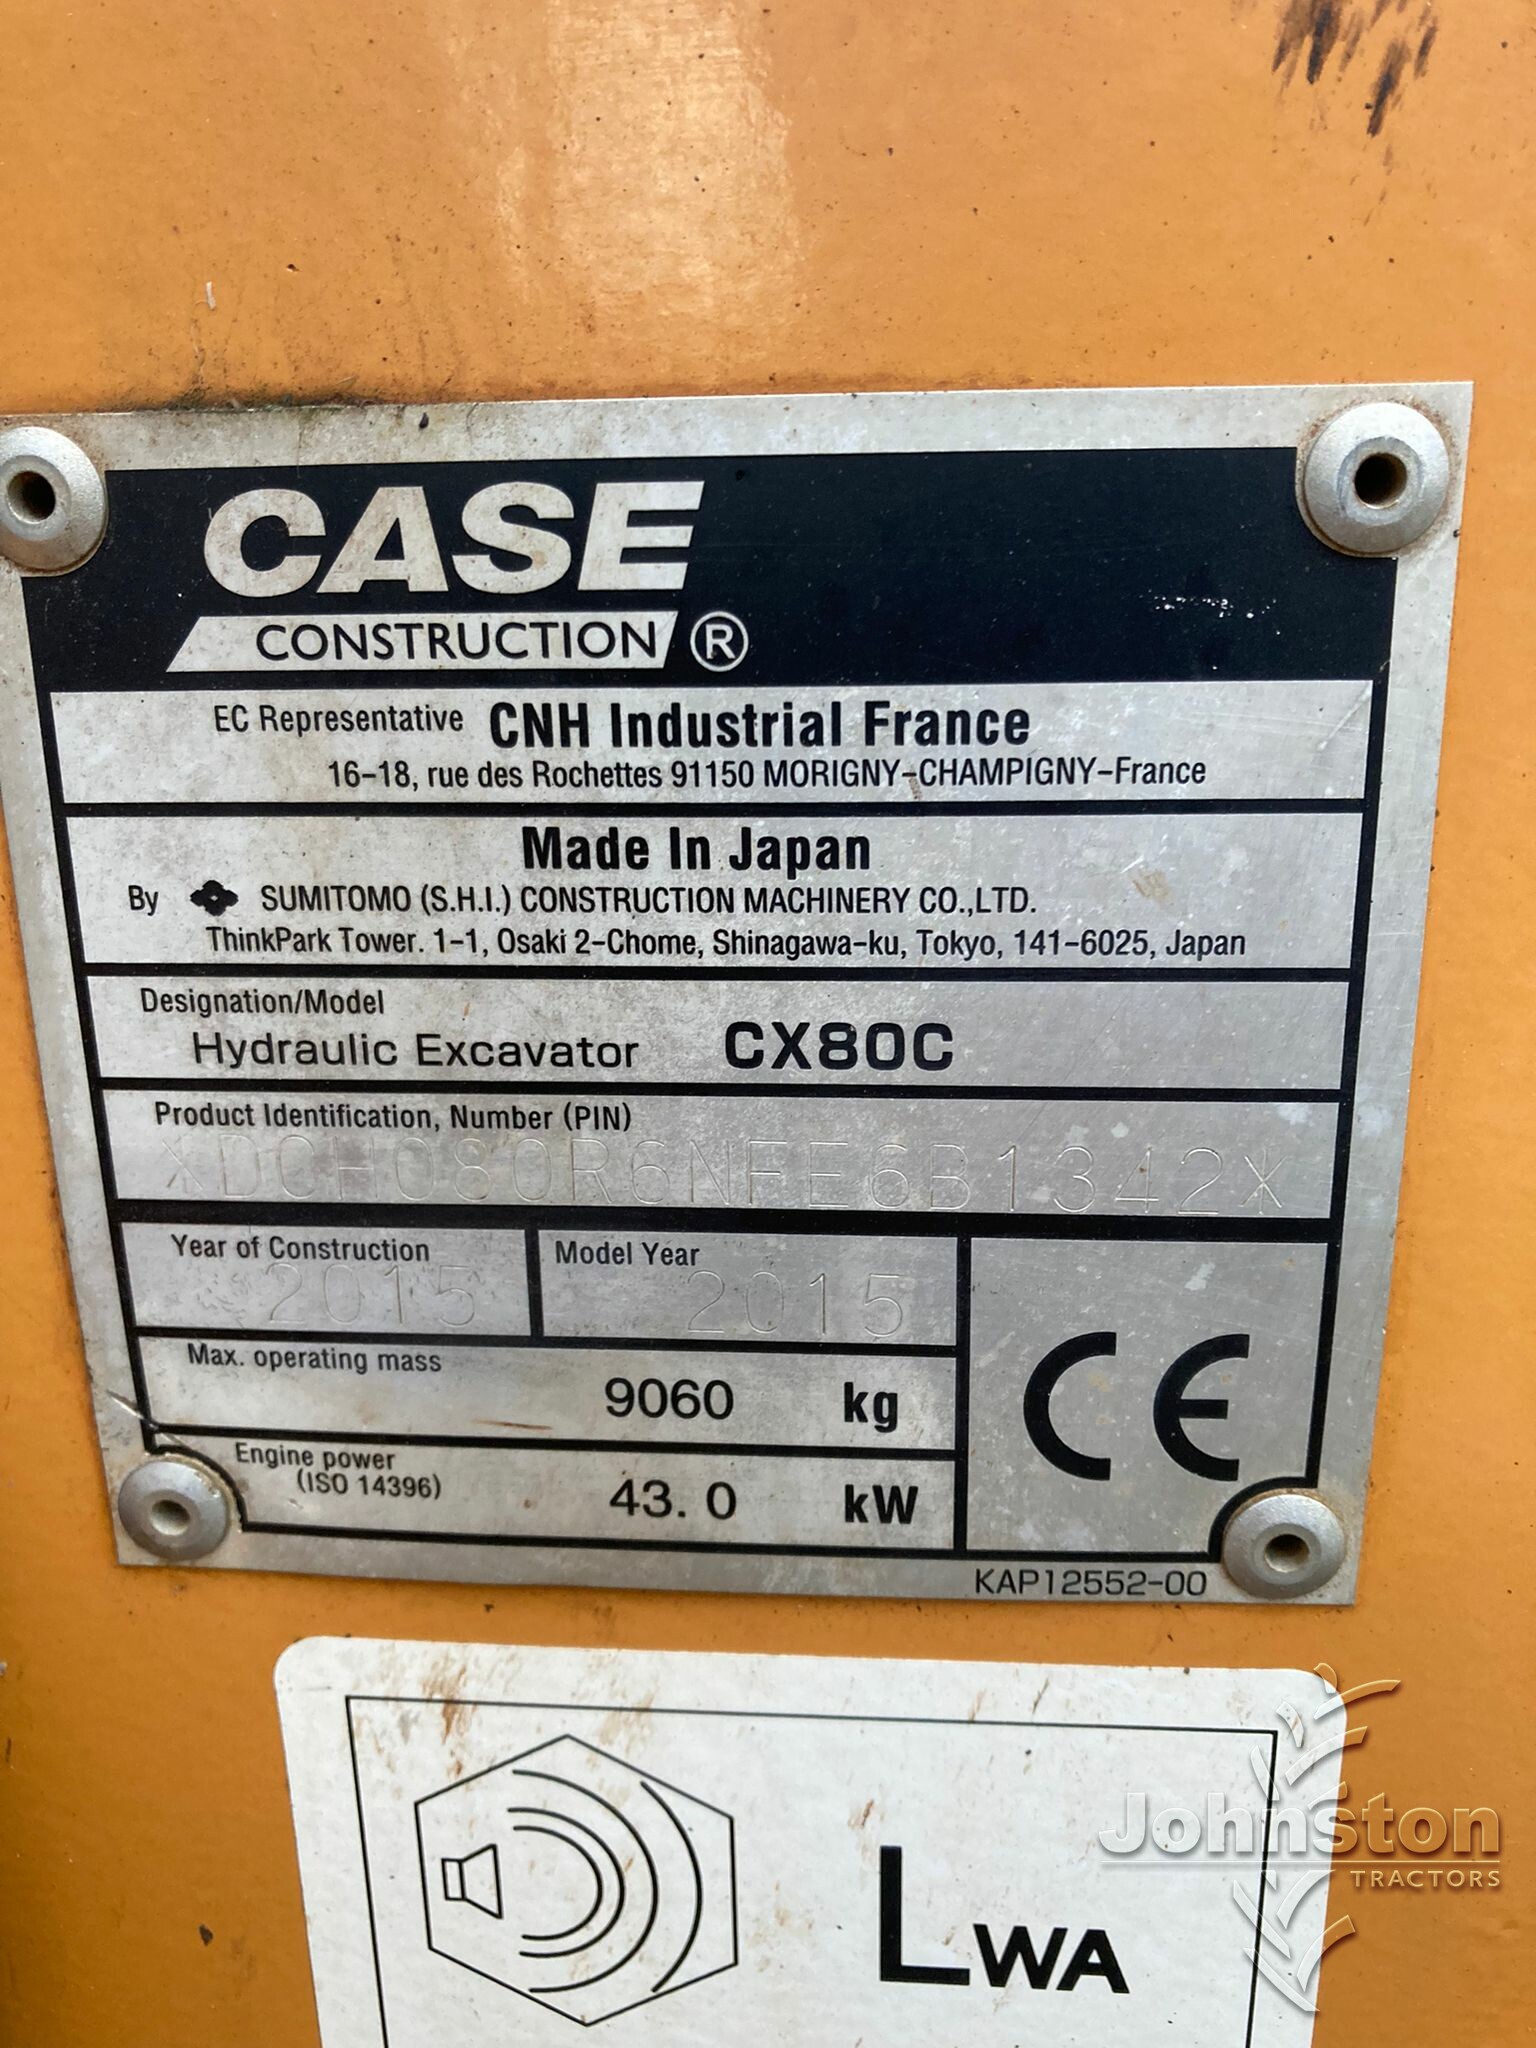 CASE
CONSTRUCTION ®
EC Representative CNH Industrial France
16-18, rue des Rochettes 91150 MORIGNY-CHAMPIGNY-France
Made In Japan
By SUMITOMO (S.H.I.) CONSTRUCTION MACHINERY CO.,LTD.
ThinkPark Tower. 1-1, Osaki 2-Chome, Shinagawa-ku, Tokyo, 141-6025, Japan
Designation/Model
Hydraulic Excavator CX80C
Product Identification, Number (PIN)
*DCH080R6NFE6B1342*
Year of Construction
2015
Model Year
2015
Max. operating mass
9060 kg
Engine power
(ISO 14396)
43.0 kW
CE
KAP12552-00
LWA
Johnston
TRACTORS